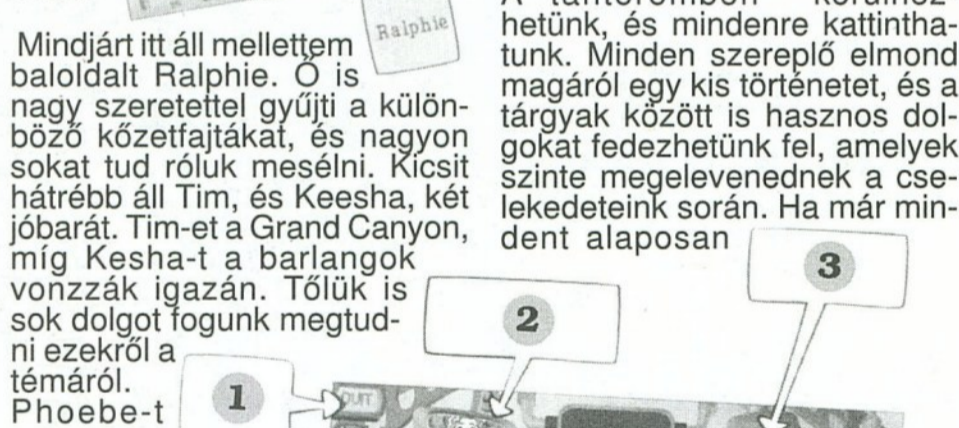 Ralphie
Mindjárt itt áll mellettem
baloldalt Ralphie. Ő is
nagy szeretettel gyűjti a külön-
böző kőzetfajtákat, és nagyon
sokat tud róluk mesélni. Kicsit
hátrébb áll Tim, és Keesha, két
jóbarát. Tim-et a Grand Canyon,
míg Kesha-t a barlangok
vonzzák igazán. Tőlük is
sok dolgot fogunk megtud-
ni ezekről a
témáról.
Phoebe-t
hetünk, és mindenre kattintha-
tunk. Minden szereplő elmond
magáról egy kis történetet, és a
tárgyak között is hasznos dol-
gokat fedezhetünk fel, amelyek
szinte megelevenednek a cse-
lekedeteink során. Ha már min-
dent alaposan
1
2
3
QUIT